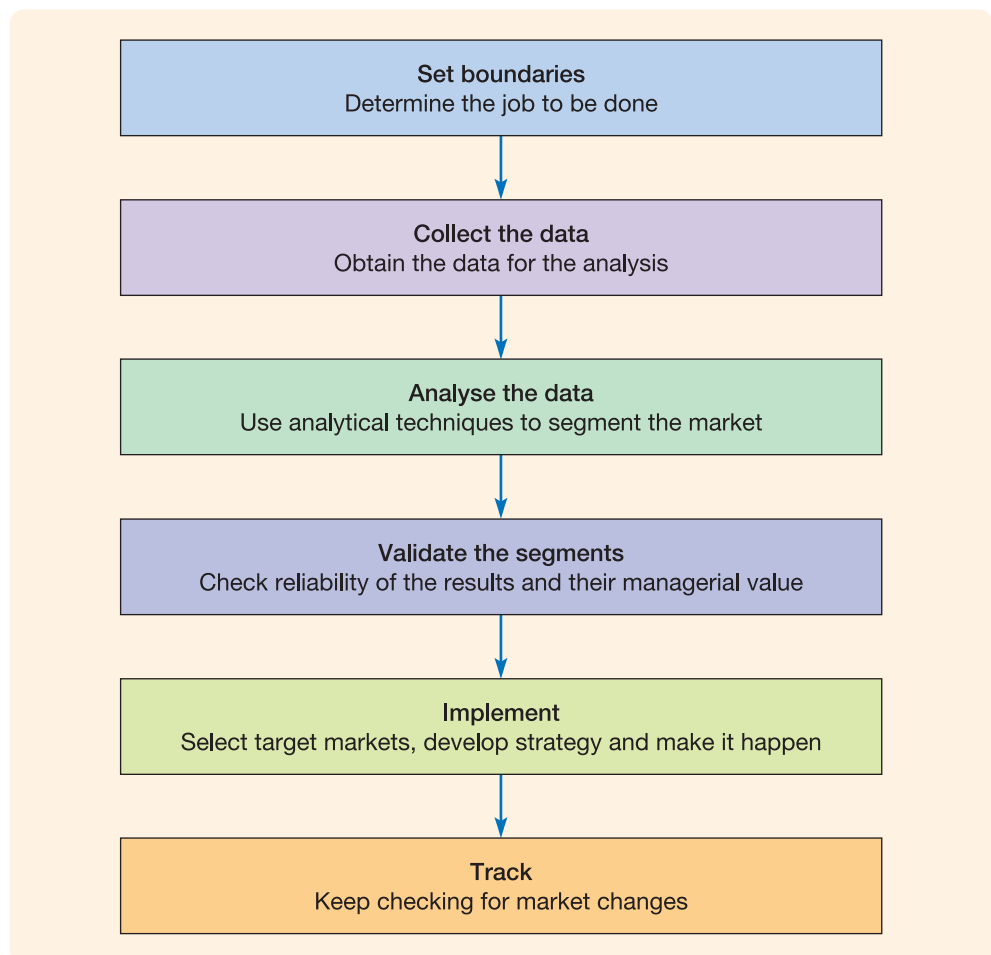 Set boundaries
Determine the job to be done
Collect the data
Obtain the data for the analysis
Analyse the data
Use analytical techniques to segment the market
Validate the segments
Check reliability of the results and their managerial value
Implement
Select target markets, develop strategy and make it happen
Track
Keep checking for market changes